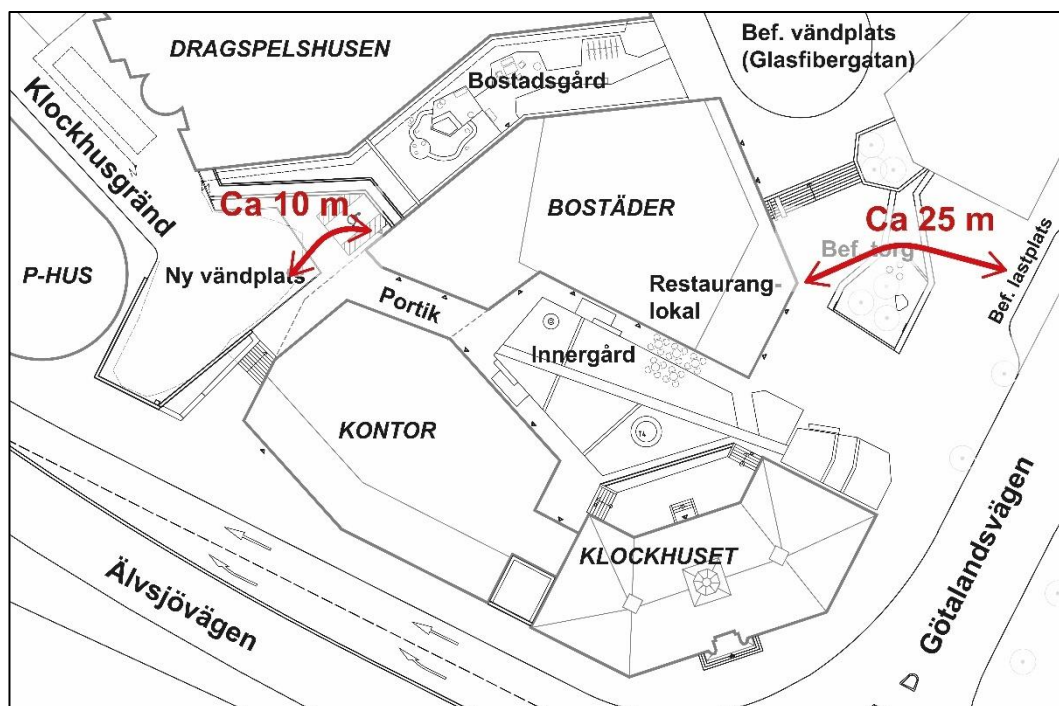 DRAGSPELSHUSEN
Bef. vändplats
(Glasfibergatan)
Bostadsgård
Klockhusgränd
Ca 10 m
BOSTÄDER
Ca 25 m
Bef. torg
P-HUS
Ny vändplats
Restaurang-
lokal
Bef. lastplats
Portik
Innergård
KONTOR
KLOCKHUSET
Älvsjövägen
Götalandsvägen